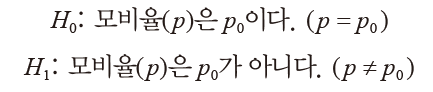 H₀: 모비율(p)은 p₀이다. (p = p₀)
H₁: 모비율(p)은 p₀가 아니다. (p ≠ p₀)